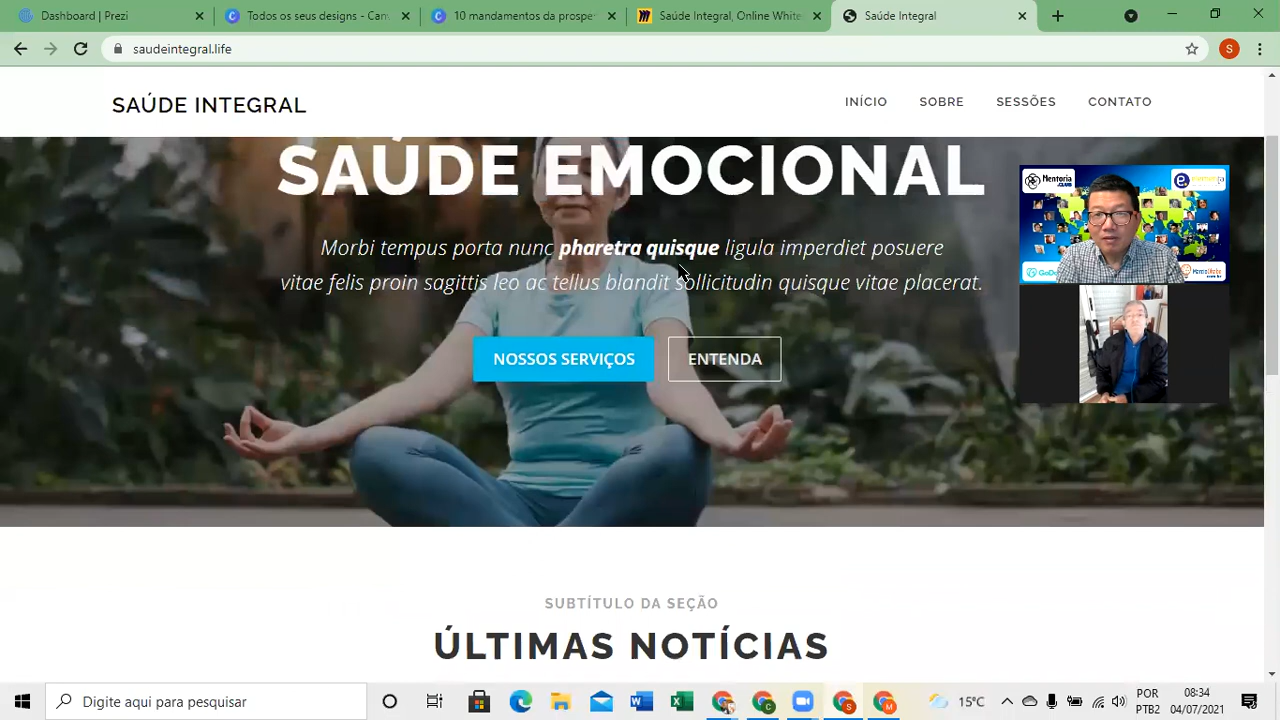 Dashboard | Prezi
Todos os seus designs - Can
10 mandamentos da prosper
Saúde Integral, Online White
Saúde Integral
saudeintegral.life
S
SAÚDE INTEGRAL
INÍCIO
SOBRE
SESSÕES
CONTATO
SAÚDE EMOCIONAL
Morbi tempus porta nunc pharetra quisque ligula imperdiet posuere
vitae felis proin sagittis leo ac tellus blandit sollicitudin quisque vitae placerat.
NOSSOS SERVIÇOS
ENTENDA
Mentoria
.CLUB
SUBTÍTULO DA SEÇÃO
ÚLTIMAS NOTÍCIAS
Digite aqui para pesquisar
15°C
POR
PTB2
08:34
04/07/2021